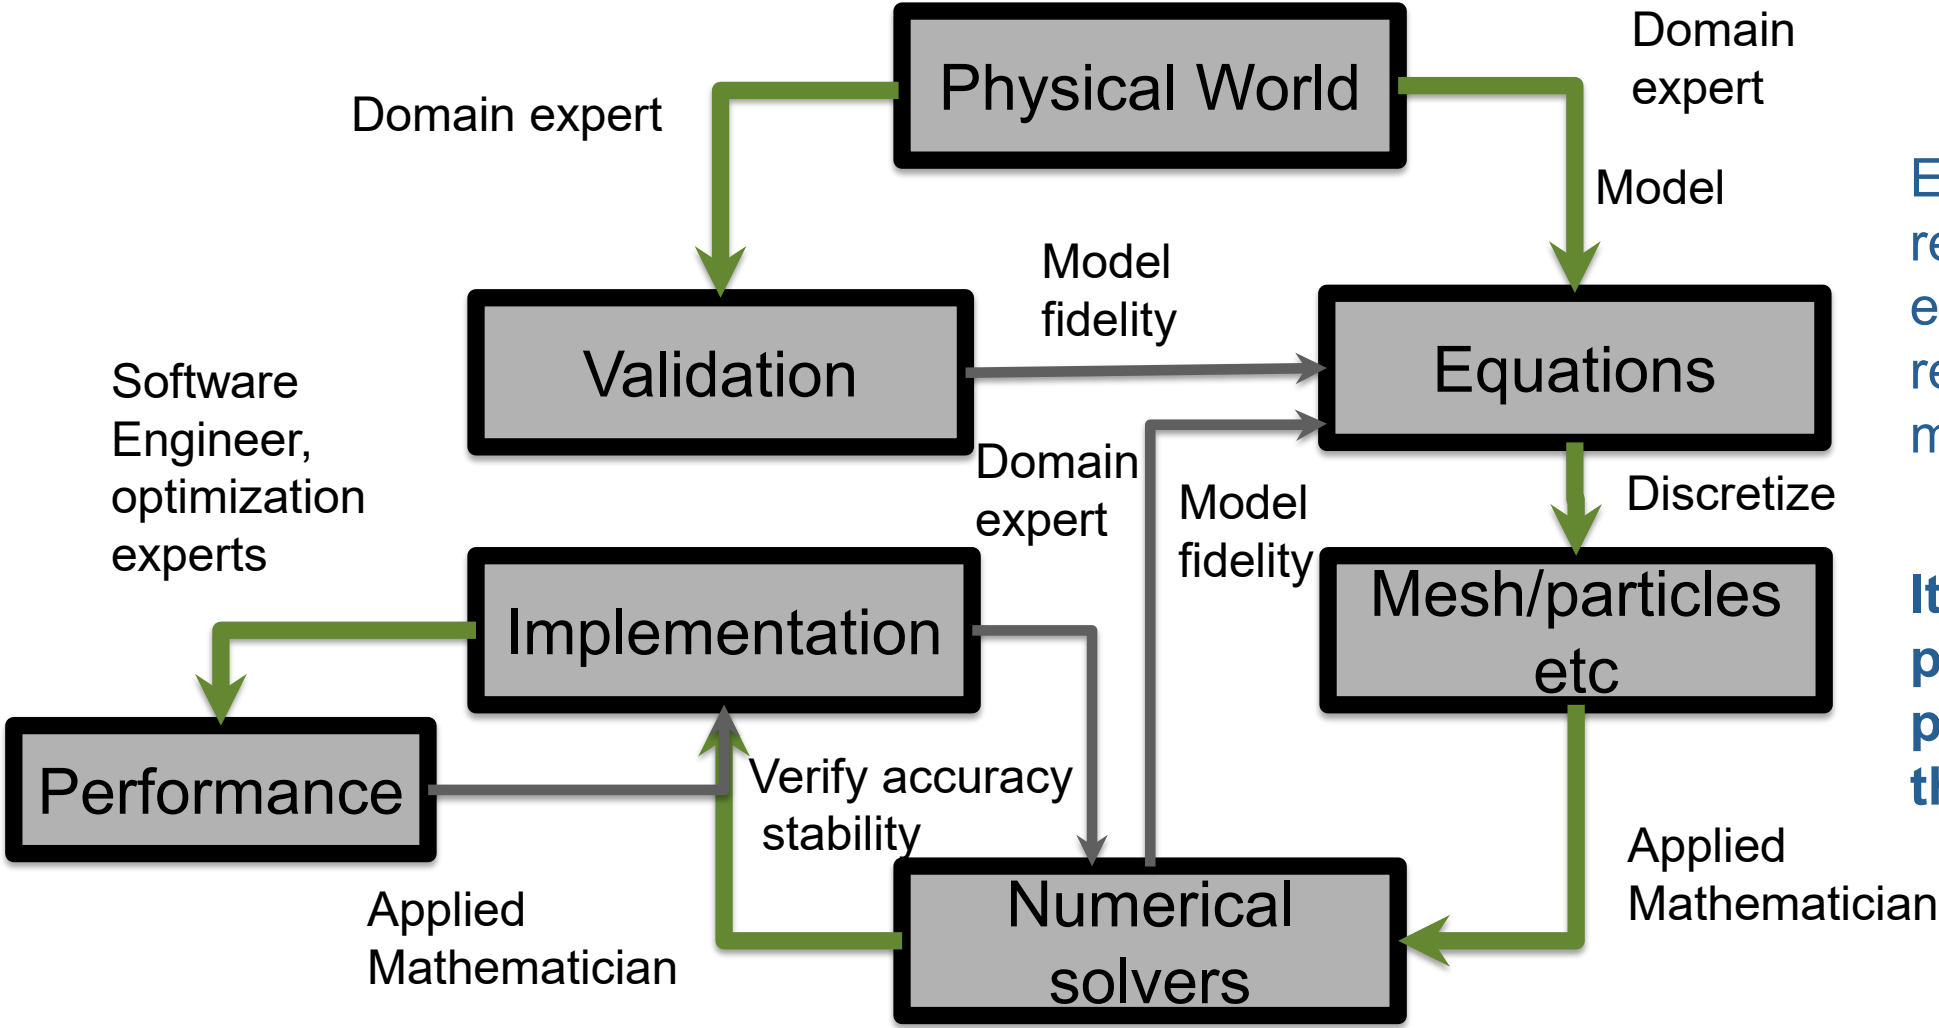 Physical World
Domain
expert
Domain expert
Model
Model
fidelity
Validation
Equations
Software
Engineer,
optimization
experts
Domain
expert
Model
fidelity
Discretize
Implementation
Mesh/particles
etc
Performance
Verify accuracy
stability
Applied
Mathematician
Numerical
solvers
Applied
Mathematician